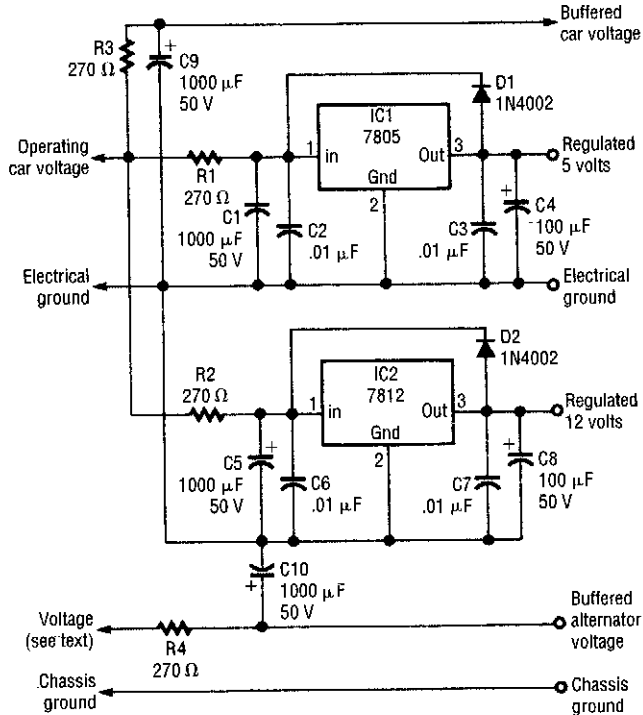 Buffered
car voltage
R3
270 Ω
+
C9
1000 µF
50 V
D1
1N4002
IC1
7805
1
in
Out
3
Gnd
2
Operating
car voltage
R1
270 Ω
Regulated
5 volts
C1
1000 µF
50 V
C2
.01 µF
C3
.01 µF
+
C4
100 µF
50 V
Electrical
ground
Electrical
ground
D2
1N4002
IC2
7812
1
in
Out
3
Gnd
2
R2
270 Ω
Regulated
12 volts
+
C5
1000 µF
50 V
C6
.01 µF
C7
.01 µF
+
C8
100 µF
50 V
C10
+
1000 µF
50 V
Voltage
(see text)
R4
270 Ω
Buffered
alternator
voltage
Chassis
ground
Chassis
ground